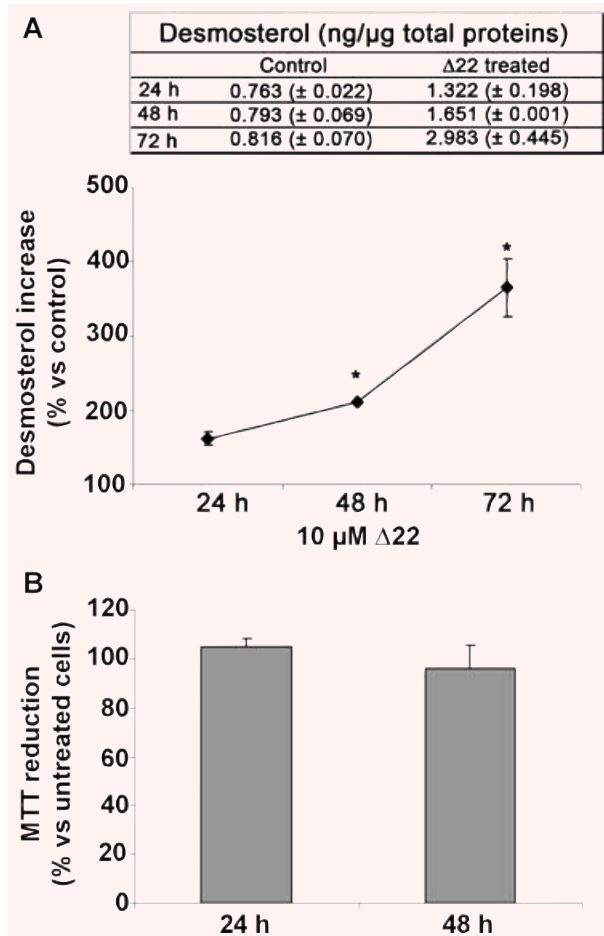 A
Desmosterol (ng/µg total proteins)
Control Δ22 treated
24 h 0.763 (± 0.022) 1.322 (± 0.198)
48 h 0.793 (± 0.069) 1.651 (± 0.001)
72 h 0.816 (± 0.070) 2.983 (± 0.445)
Desmosterol increase
(% vs control)
500
400
300
200
100
*
*
24 h 48 h 72 h
10 µM Δ22
B
MTT reduction
(% vs untreated cells)
120
100
80
60
40
20
0
24 h 48 h